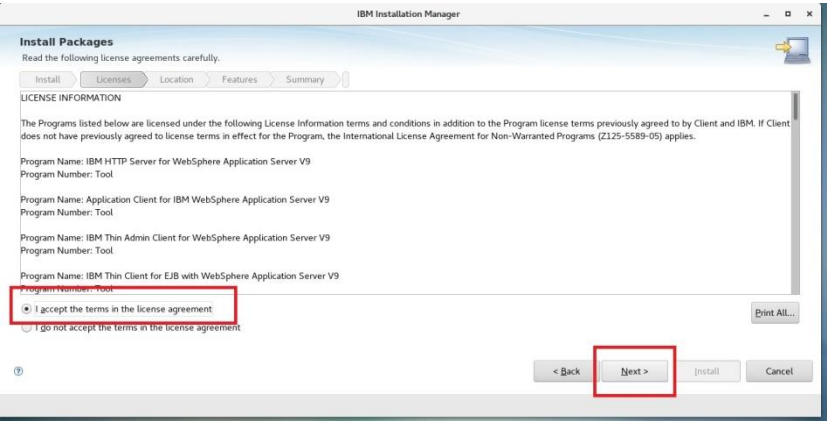 IBM Installation Manager
Install Packages
Read the following license agreements carefully.
Install
Licenses
Location
Features
Summary
LICENSE INFORMATION
The Programs listed below are licensed under the following License Information terms and conditions in addition to the Program license terms previously agreed to by Client and IBM. If Client
does not have previously agreed to license terms in effect for the Program, the International License Agreement for Non-Warranted Programs (Z125-5589-05) applies.
Program Name: IBM HTTP Server for WebSphere Application Server V9
Program Number: Tool
Program Name: Application Client for IBM WebSphere Application Server V9
Program Number: Tool
Program Name: IBM Thin Admin Client for WebSphere Application Server V9
Program Number: Tool
Program Name: IBM Thin Client for EJB with WebSphere Application Server V9
Program Number: Tool
I accept the terms in the license agreement
I do not accept the terms in the license agreement
Print All...
?
< Back
Next >
Install
Cancel